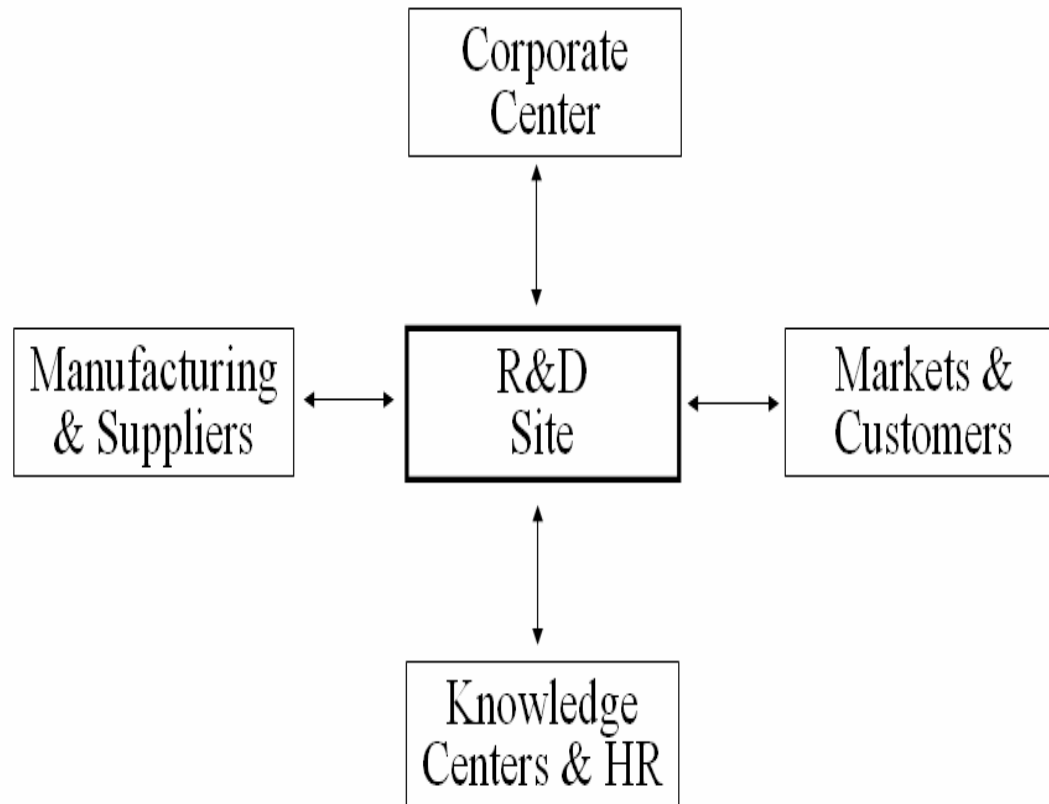 Corporate
Center
Manufacturing
& Suppliers
R&D
Site
Markets &
Customers
Knowledge
Centers & HR